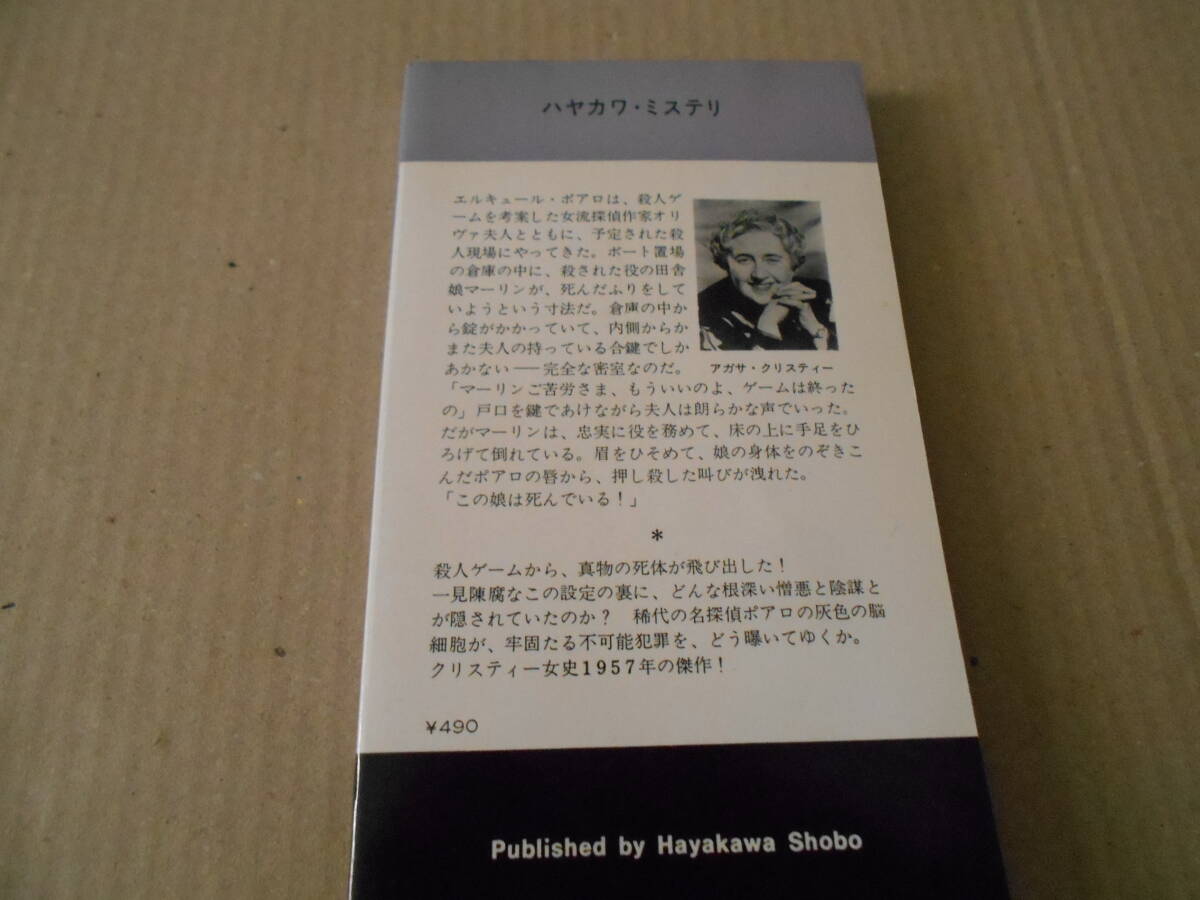 ハヤカワ・ミステリ
エルキュール・ポアロは、殺人ゲ
ームを考案した女流探偵作家オリ
ヴァ夫人とともに、予定された殺
人現場にやってきた。ボート置場
の倉庫の中に、殺された役の田舎
娘マーリンが、死んだふりをして
いようという寸法だ。倉庫の中か
ら錠がかかっていて、内側からか
また夫人の持っている合鍵でしか
あかない──完全な密室なのだ。
アガサ・クリスティー
「マーリンご苦労さま、もういいのよ、ゲームは終った
の」戸口を鍵であけながら夫人は朗らかな声でいった。
だがマーリンは、忠実に役を務めて、床の上に手足をひ
ろげて倒れている。眉をひそめて、娘の身体をのぞきこ
んだポアロの唇から、押し殺した叫びが洩れた。
「この娘は死んでいる！」
*
殺人ゲームから、真物の死体が飛び出した！
一見陳腐なこの設定の裏に、どんな根深い憎悪と陰謀と
が隠されていたのか？　稀代の名探偵ポアロの灰色の脳
細胞が、牢固たる不可能犯罪を、どう曝いてゆくか。
クリスティー女史1957年の傑作！
¥490
Published by Hayakawa Shobo